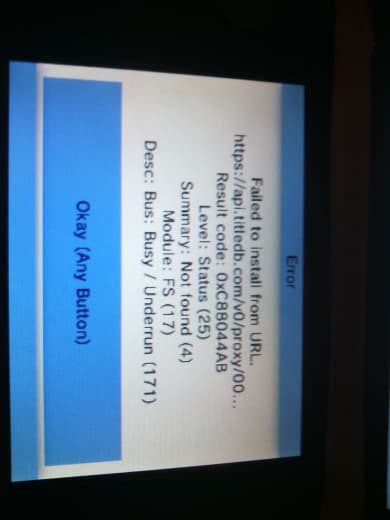 Error
Failed to install from URL.
https://api.titledb.com/v0/proxy/00...
Result code: 0xC88044AB
Level: Status (25)
Summary: Not found (4)
Module: FS (17)
Desc: Bus: Busy / Underrun (171)
Okay (Any Button)